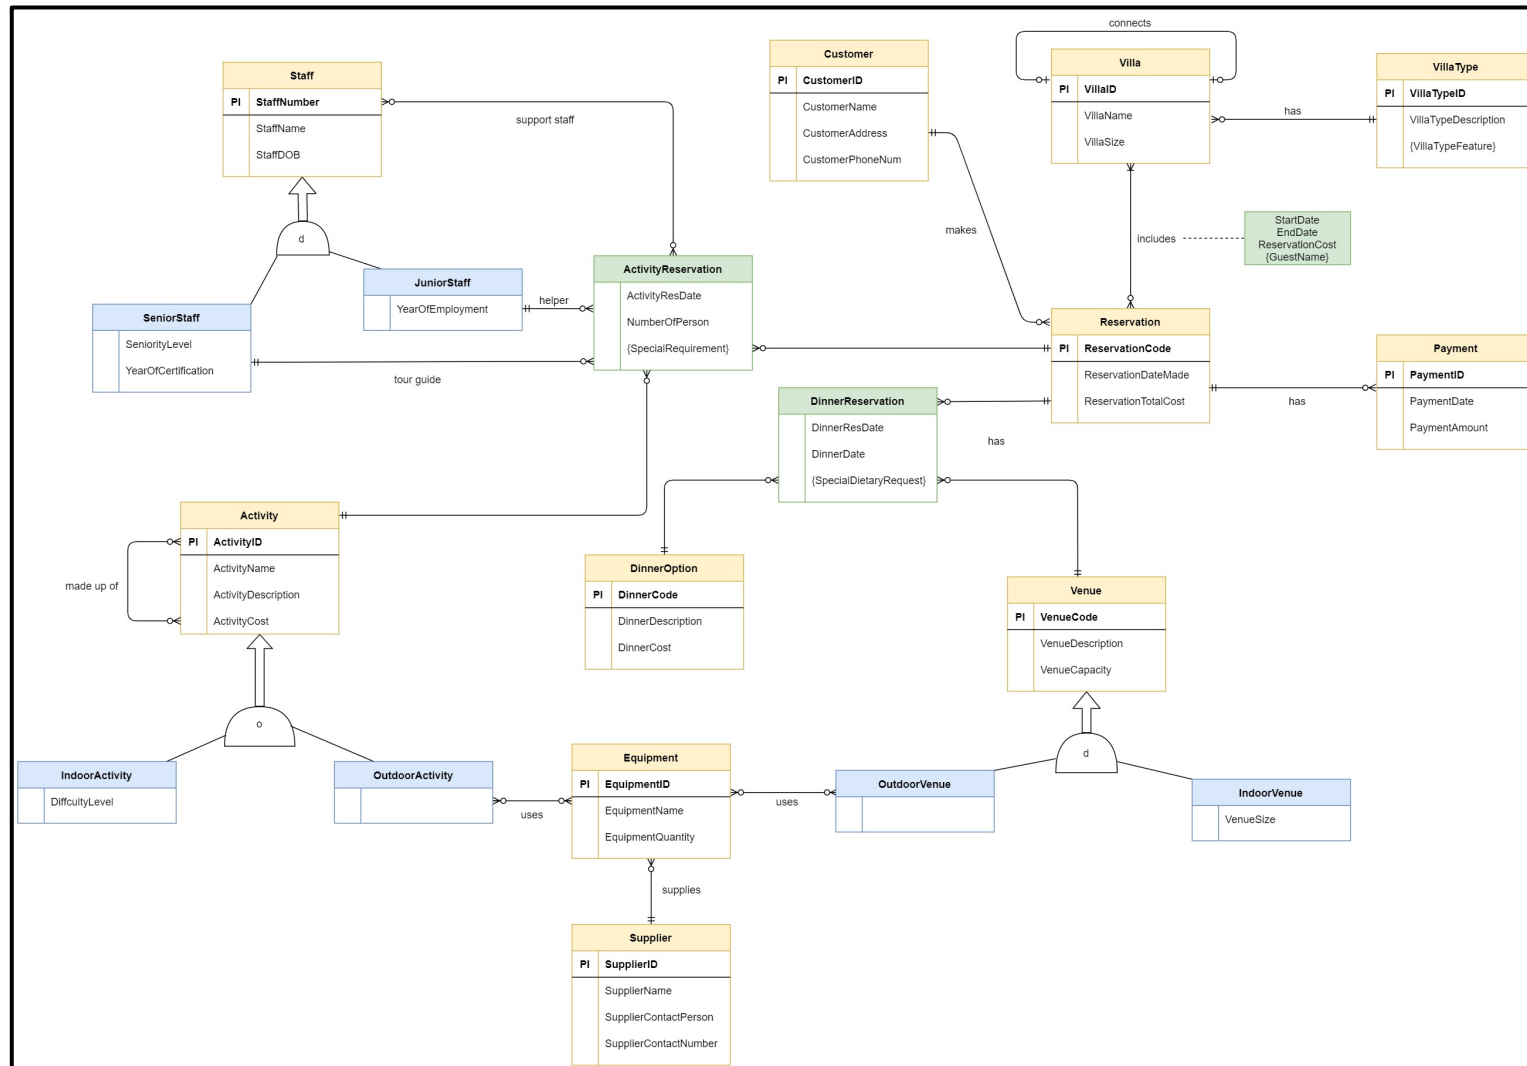 connects
Customer
PI CustomerID
CustomerName
CustomerAddress
CustomerPhoneNum
Villa
PI VillaID
VillaName
VillaSize
has
VillaType
PI VillaTypeID
VillaTypeDescription
{VillaTypeFeature}
Staff
PI StaffNumber
StaffName
StaffDOB
support staff
d
makes
includes
StartDate
EndDate
ReservationCost
{GuestName}
JuniorStaff
YearOfEmployment
helper
SeniorStaff
SeniorityLevel
YearOfCertification
tour guide
ActivityReservation
ActivityResDate
NumberOfPerson
{SpecialRequirement}
Reservation
PI ReservationCode
ReservationDateMade
ReservationTotalCost
has
Payment
PI PaymentID
PaymentDate
PaymentAmount
DinnerReservation
DinnerResDate
DinnerDate
{SpecialDietaryRequest}
has
Activity
PI ActivityID
ActivityName
ActivityDescription
ActivityCost
made up of
DinnerOption
PI DinnerCode
DinnerDescription
DinnerCost
Venue
PI VenueCode
VenueDescription
VenueCapacity
o
d
IndoorActivity
DiffcultyLevel
OutdoorActivity
uses
Equipment
PI EquipmentID
EquipmentName
EquipmentQuantity
uses
OutdoorVenue
IndoorVenue
VenueSize
supplies
Supplier
PI SupplierID
SupplierName
SupplierContactPerson
SupplierContactNumber